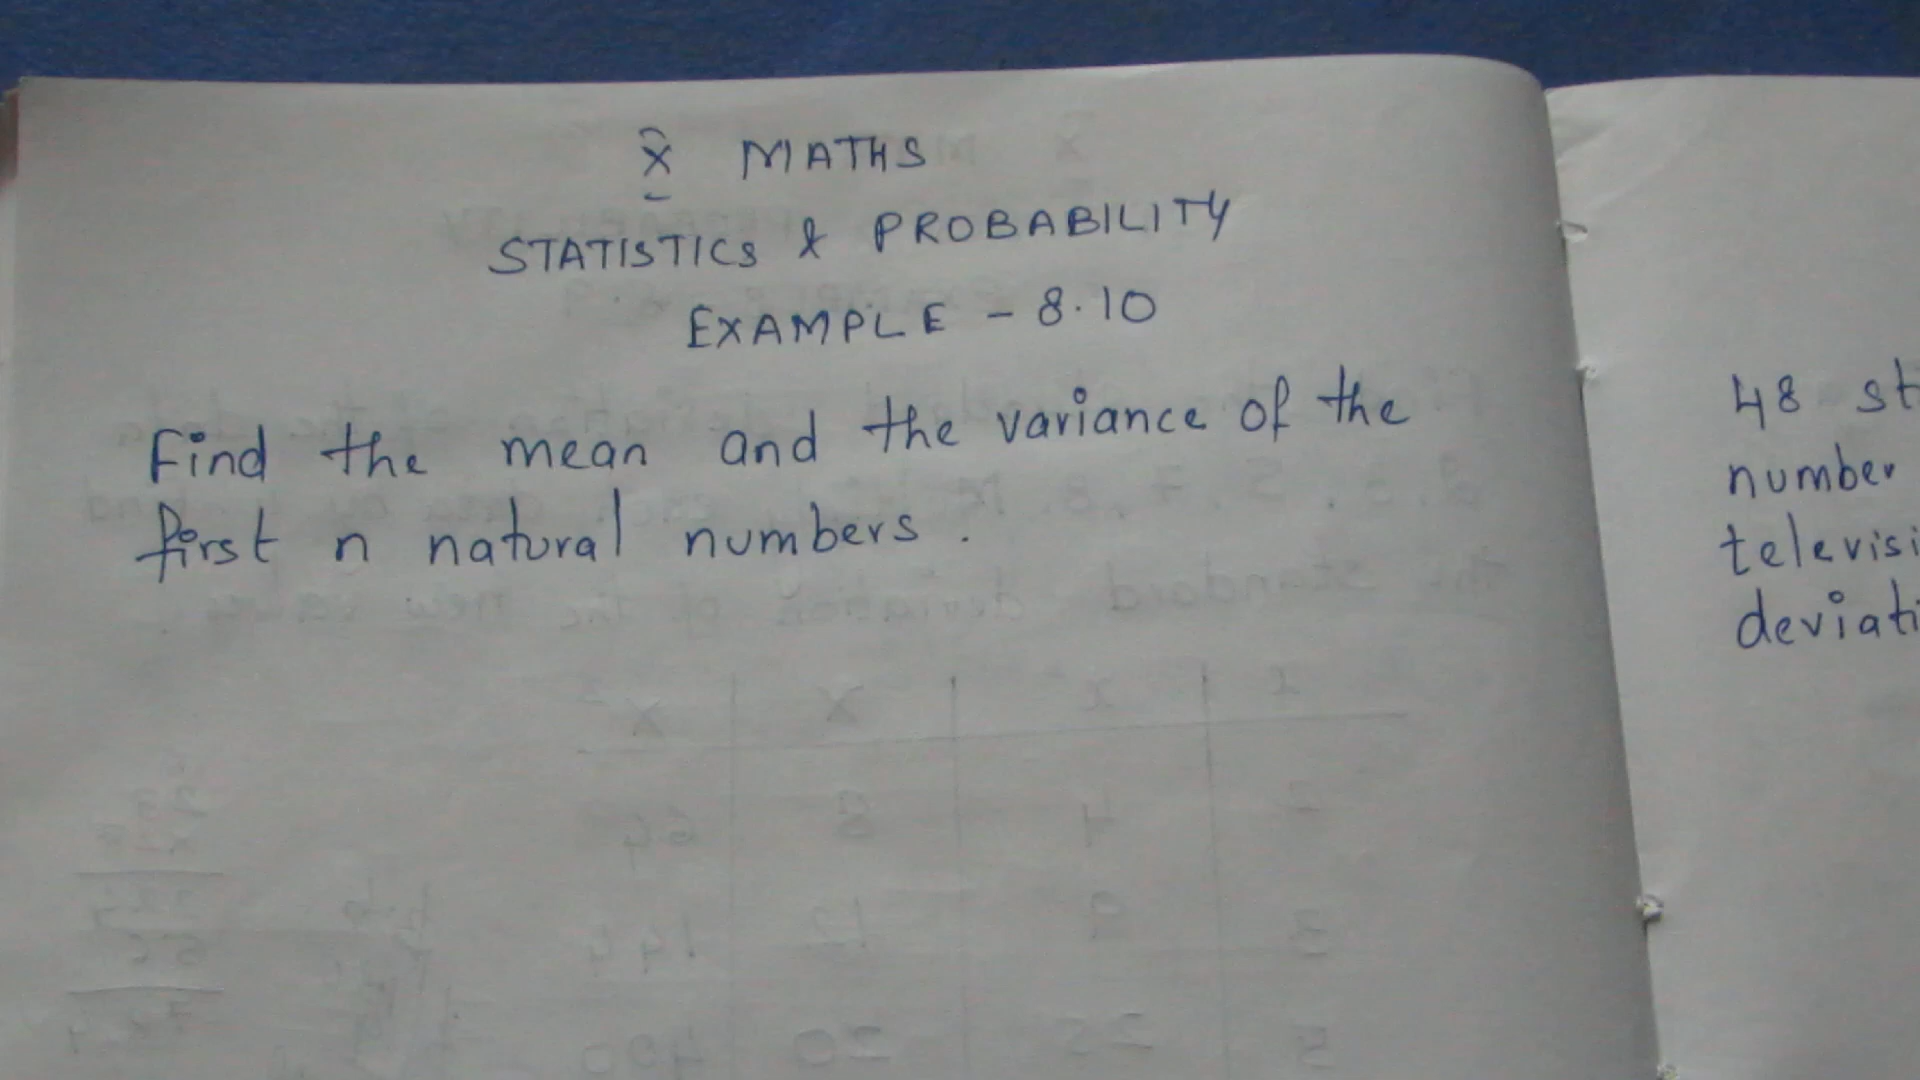 X MATHS
STATISTICS & PROBABILITY
EXAMPLE - 8.10
Find the mean and the variance of the
first n natural numbers.
48 st
number
televisi
deviati